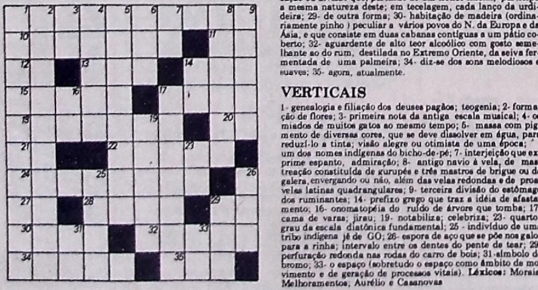 1 2 3 4 5 6 7 8 9
10 11
12 13 14
15 16 17
18 19 20
21 22 23
24 25 26
27 28 29
30 31 32 33
34 35
a mesma natureza deste; em tecelagem, cada lanço da urdi-
deira; 29- de outra forma; 30- habitação de madeira (ordina-
riamente pinho) peculiar a vários povos do N. da Europa e da
Ásia, e que consiste em duas cabanas contíguas a um pátio co-
berto; 32- aguardente de alto teor alcoólico com gosto seme-
lhante ao do rum, destilada no Extremo Oriente, da seiva fer-
mentada de uma palmeira; 34- diz-se dos sons melodiosos e
suaves; 35- agora, atualmente.
VERTICAIS
1- genealogia e filiação dos deuses pagãos; teogenia; 2- forma-
ção de flores; 3- primeira nota da antiga escala musical; 4- os
miados de muitos gatos ao mesmo tempo; 5- massa com pig-
mento de diversas cores, que se deve dissolver em água, para
reduzí-lo a tinta; visão alegre ou otimista de uma época;
um dos nomes indígenas do bicho-de-pé; 7- interjeição que ex-
prime espanto, admiração; 8- antigo navio à vela, de mas-
treação constituída de gurupés e três mastros de brigue ou de
galera, envergando ou não, além das velas redondas e de proa,
velas latinas quadrangulares; 9- terceira divisão do estômago
dos ruminantes; 14- prefixo grego que traz a idéia de afasta-
mento; 16- onomatopéia do ruído de árvore que tomba; 17-
cama de varas; jirau; 19- notabiliza; celebriza; 23- quarto
grau da escala diatônica fundamental; 25- indivíduo de uma
tribo indígena jê de GO; 26- espora de aço que se põe nos galos
para a rinha; intervalo entre os dentes do pente de tear; 29-
perfuração redonda nas rodas do carro de bois; 31- símbolo do
bromo; 33- o espaço (sobretudo o espaço como âmbito de mo-
vimento e de geração de processos vitais). Léxicos: Morais,
Melhoramentos, Aurélio e Casanovas